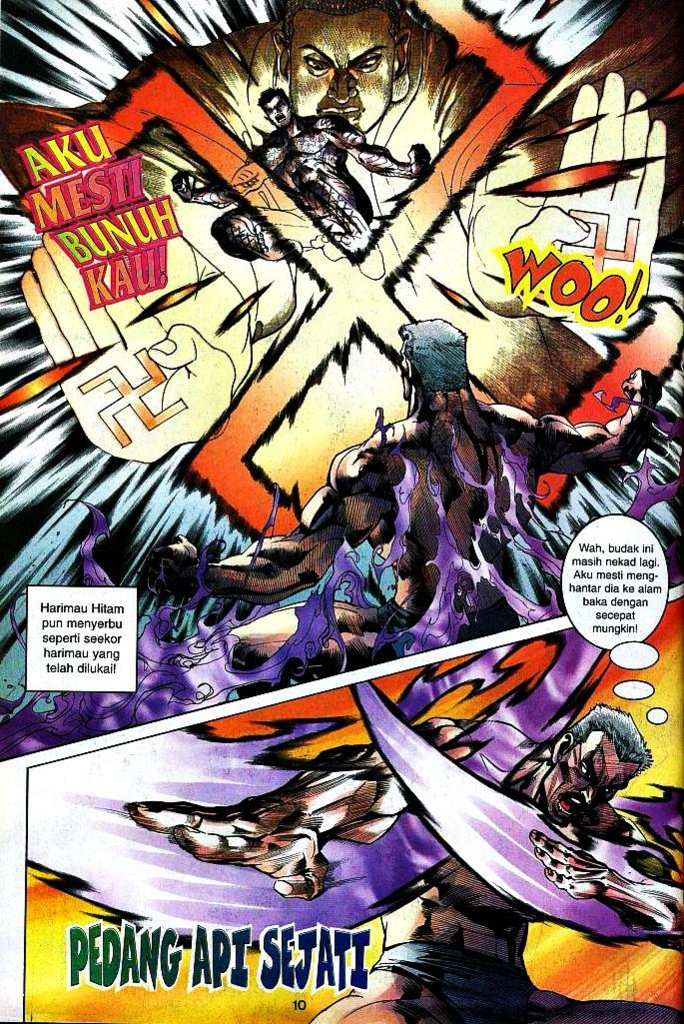 AKU
MESTI
BUNUH
KAU!
WOO!
Wah, budak ini
masih nekad lagi.
Aku mesti meng-
hantar dia ke alam
baka dengan
secepat
mungkin!
Harimau Hitam
pun menyerbu
seperti seekor
harimau yang
telah dilukai!
PEDANG API SEJATI
10